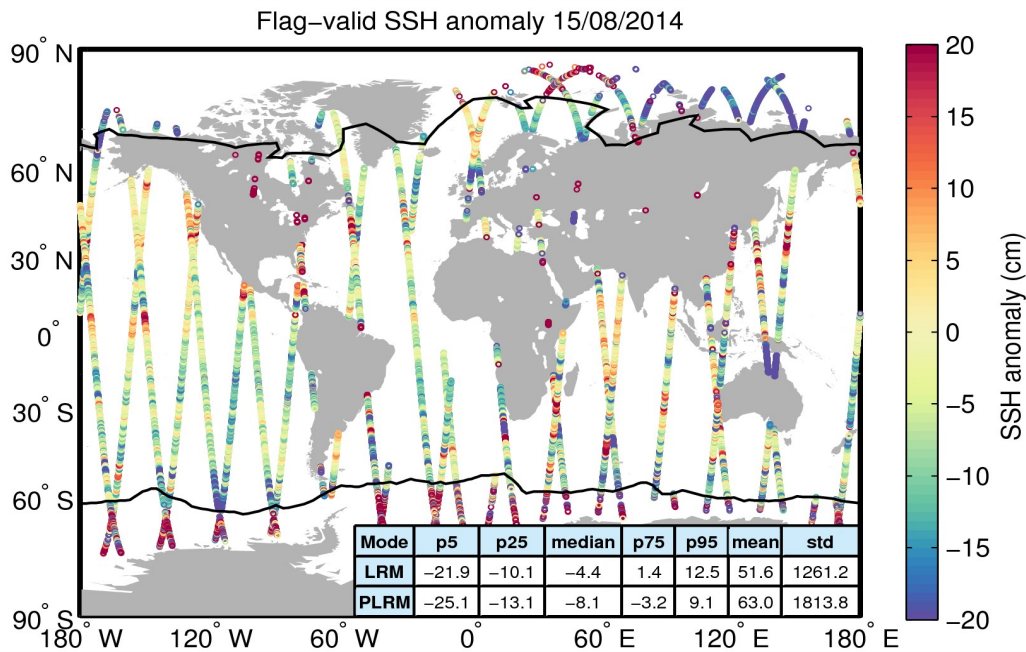 Flag−valid SSH anomaly 15/08/2014
90° N
60° N
30° N
0°
30° S
60° S
90° S
180° W 120° W 60° W 0° 60° E 120° E 180° E
Mode p5 p25 median p75 p95 mean std
LRM −21.9 −10.1 −4.4 1.4 12.5 51.6 1261.2
PLRM −25.1 −13.1 −8.1 −3.2 9.1 63.0 1813.8
20
15
10
5
0
−5
−10
−15
−20
SSH anomaly (cm)